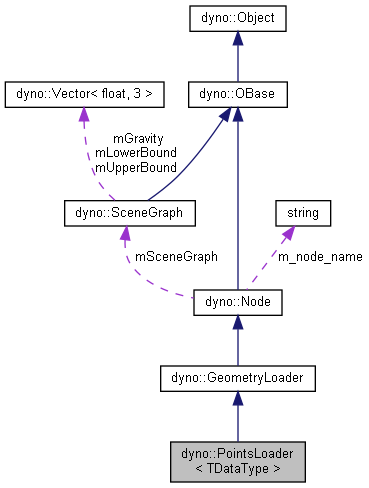 dyno::Object
dyno::Vector< float, 3 >
dyno::OBase
mGravity
mLowerBound
mUpperBound
dyno::SceneGraph
string
mSceneGraph
m_node_name
dyno::Node
dyno::GeometryLoader
dyno::PointsLoader
< TDataType >